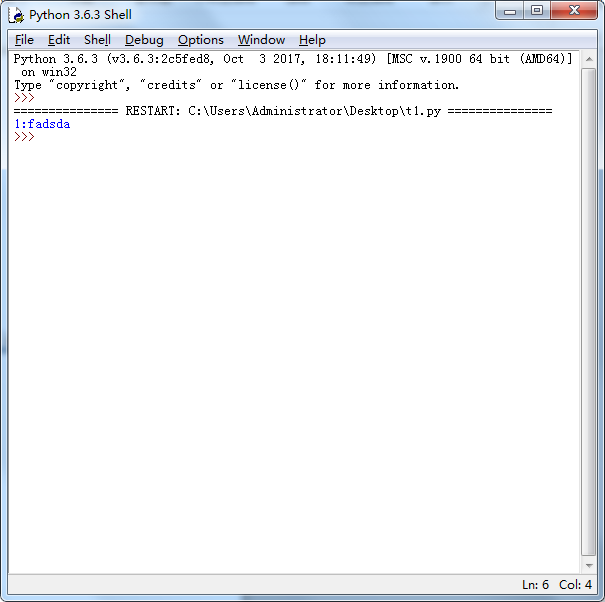 Python 3.6.3 Shell
File Edit Shell Debug Options Window Help
Python 3.6.3 (v3.6.3:2c5fed8, Oct  3 2017, 18:11:49) [MSC v.1900 64 bit (AMD64)]
 on win32
Type "copyright", "credits" or "license()" for more information.
>>>
=============== RESTART: C:\Users\Administrator\Desktop\t1.py ===============
1:fadsda
>>>
Ln: 6 Col: 4